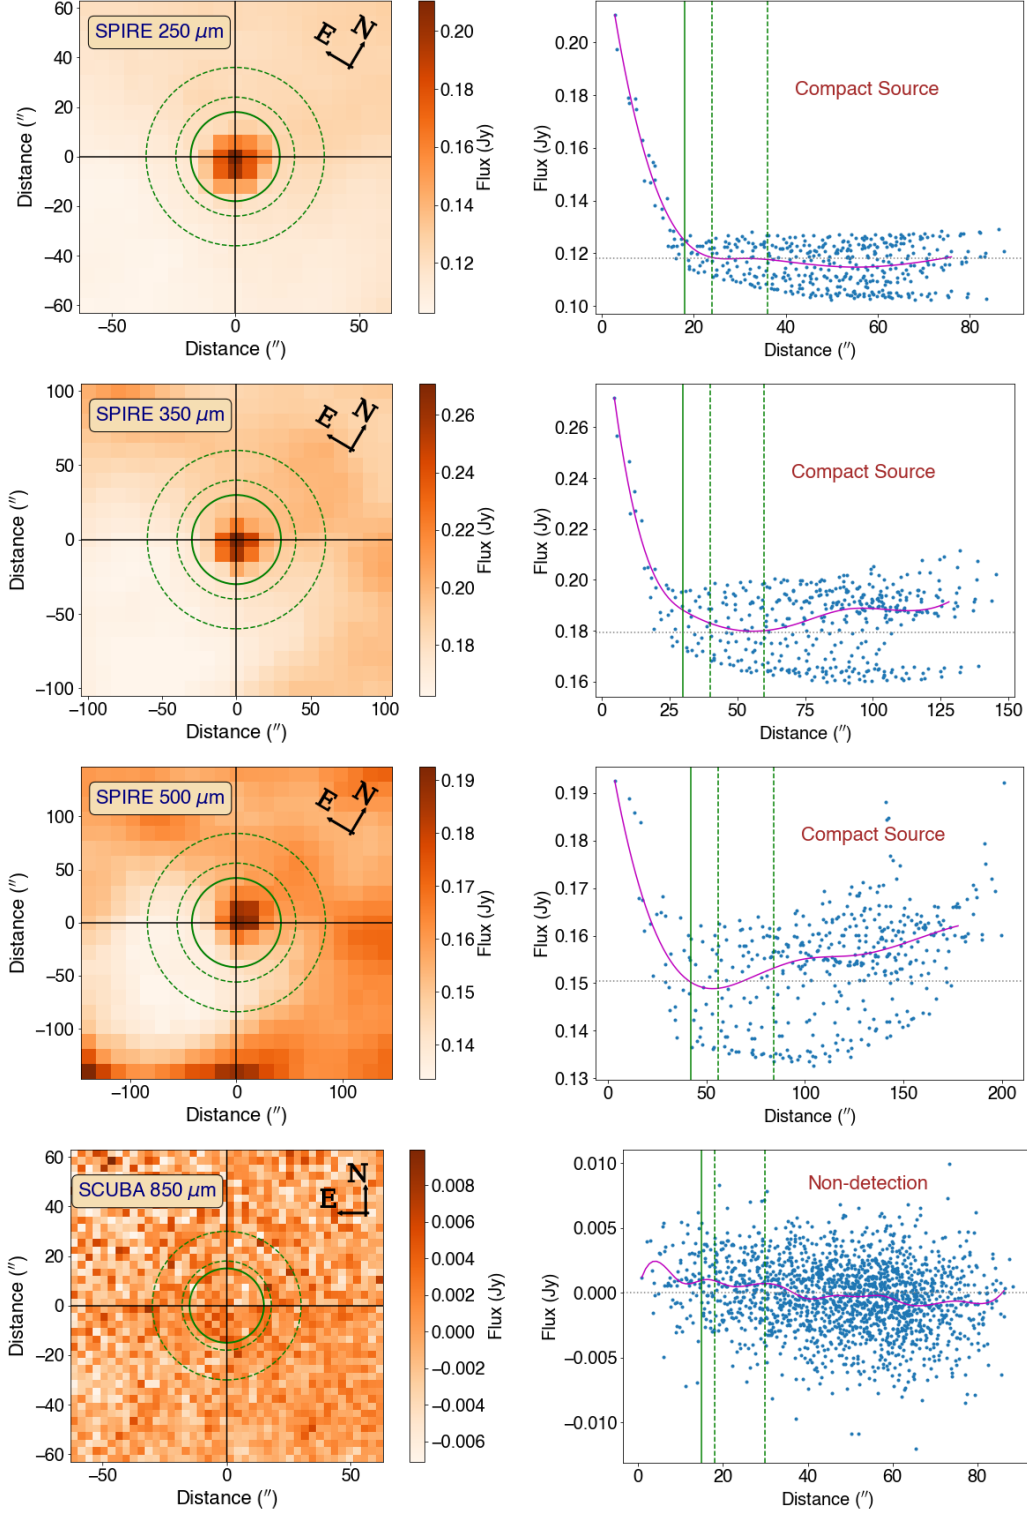 SPIRE 250 μm
E N
60
40
20
0
−20
−40
−60
Distance (″)
−50 0 50
Distance (″)
0.20
0.18
0.16
0.14
0.12
Flux (Jy)
Compact Source
0.20
0.18
0.16
0.14
0.12
0.10
Flux (Jy)
0 20 40 60 80
Distance (″)
SPIRE 350 μm
E N
100
50
0
−50
−100
Distance (″)
−100 −50 0 50 100
Distance (″)
0.26
0.24
0.22
0.20
0.18
Flux (Jy)
Compact Source
0.26
0.24
0.22
0.20
0.18
0.16
Flux (Jy)
0 25 50 75 100 125 150
Distance (″)
SPIRE 500 μm
E N
100
50
0
−50
−100
Distance (″)
−100 0 100
Distance (″)
0.19
0.18
0.17
0.16
0.15
0.14
Flux (Jy)
Compact Source
0.19
0.18
0.17
0.16
0.15
0.14
0.13
Flux (Jy)
0 50 100 150 200
Distance (″)
SCUBA 850 μm
N
E
60
40
20
0
−20
−40
−60
Distance (″)
−50 0 50
Distance (″)
0.008
0.006
0.004
0.002
0.000
−0.002
−0.004
−0.006
Flux (Jy)
Non-detection
0.010
0.005
0.000
−0.005
−0.010
Flux (Jy)
0 20 40 60 80
Distance (″)